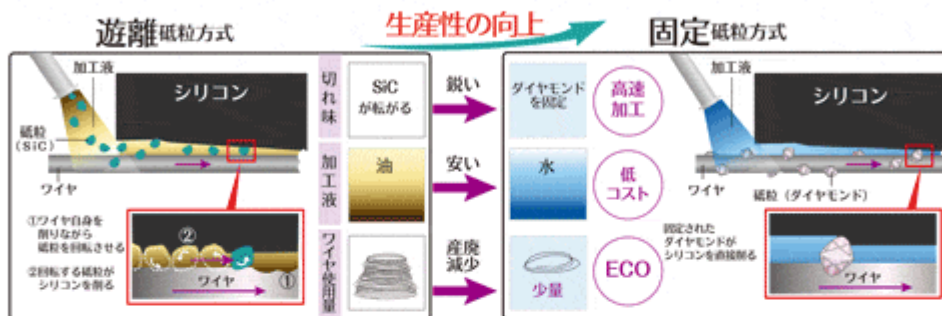 生産性の向上
遊離砥粒方式
加工液
シリコン
砥粒
(SiC)
ワイヤ
①ワイヤ自身を
削りながら
砥粒を回転させる
②回転する砥粒が
シリコンを削る
②
ワイヤ
①
切れ味
SiC
が転がる
鋭い
ダイヤモンド
を固定
高速
加工
加工液
油
安い
水
低
コスト
ワイヤ使用量
産廃
減少
少量
ECO
固定砥粒方式
加工液
シリコン
ワイヤ
砥粒(ダイヤモンド)
固定された
ダイヤモンドが
シリコンを直接削る
ワイヤ